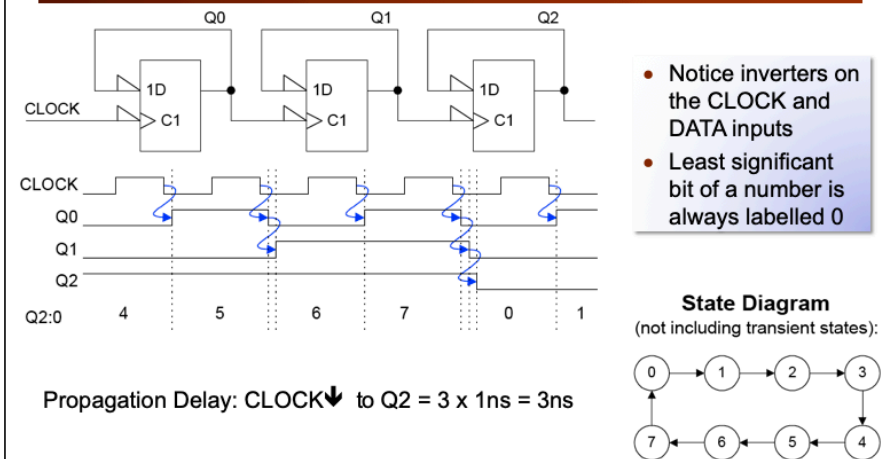 Q0 Q1 Q2
1D 1D 1D
CLOCK C1 C1 C1
CLOCK
Q0
Q1
Q2
Q2:0 4 5 6 7 0 1
Propagation Delay: CLOCK🡇 to Q2 = 3 x 1ns = 3ns
• Notice inverters on
the CLOCK and
DATA inputs
• Least significant
bit of a number is
always labelled 0
State Diagram
(not including transient states):
0 1 2 3
7 6 5 4